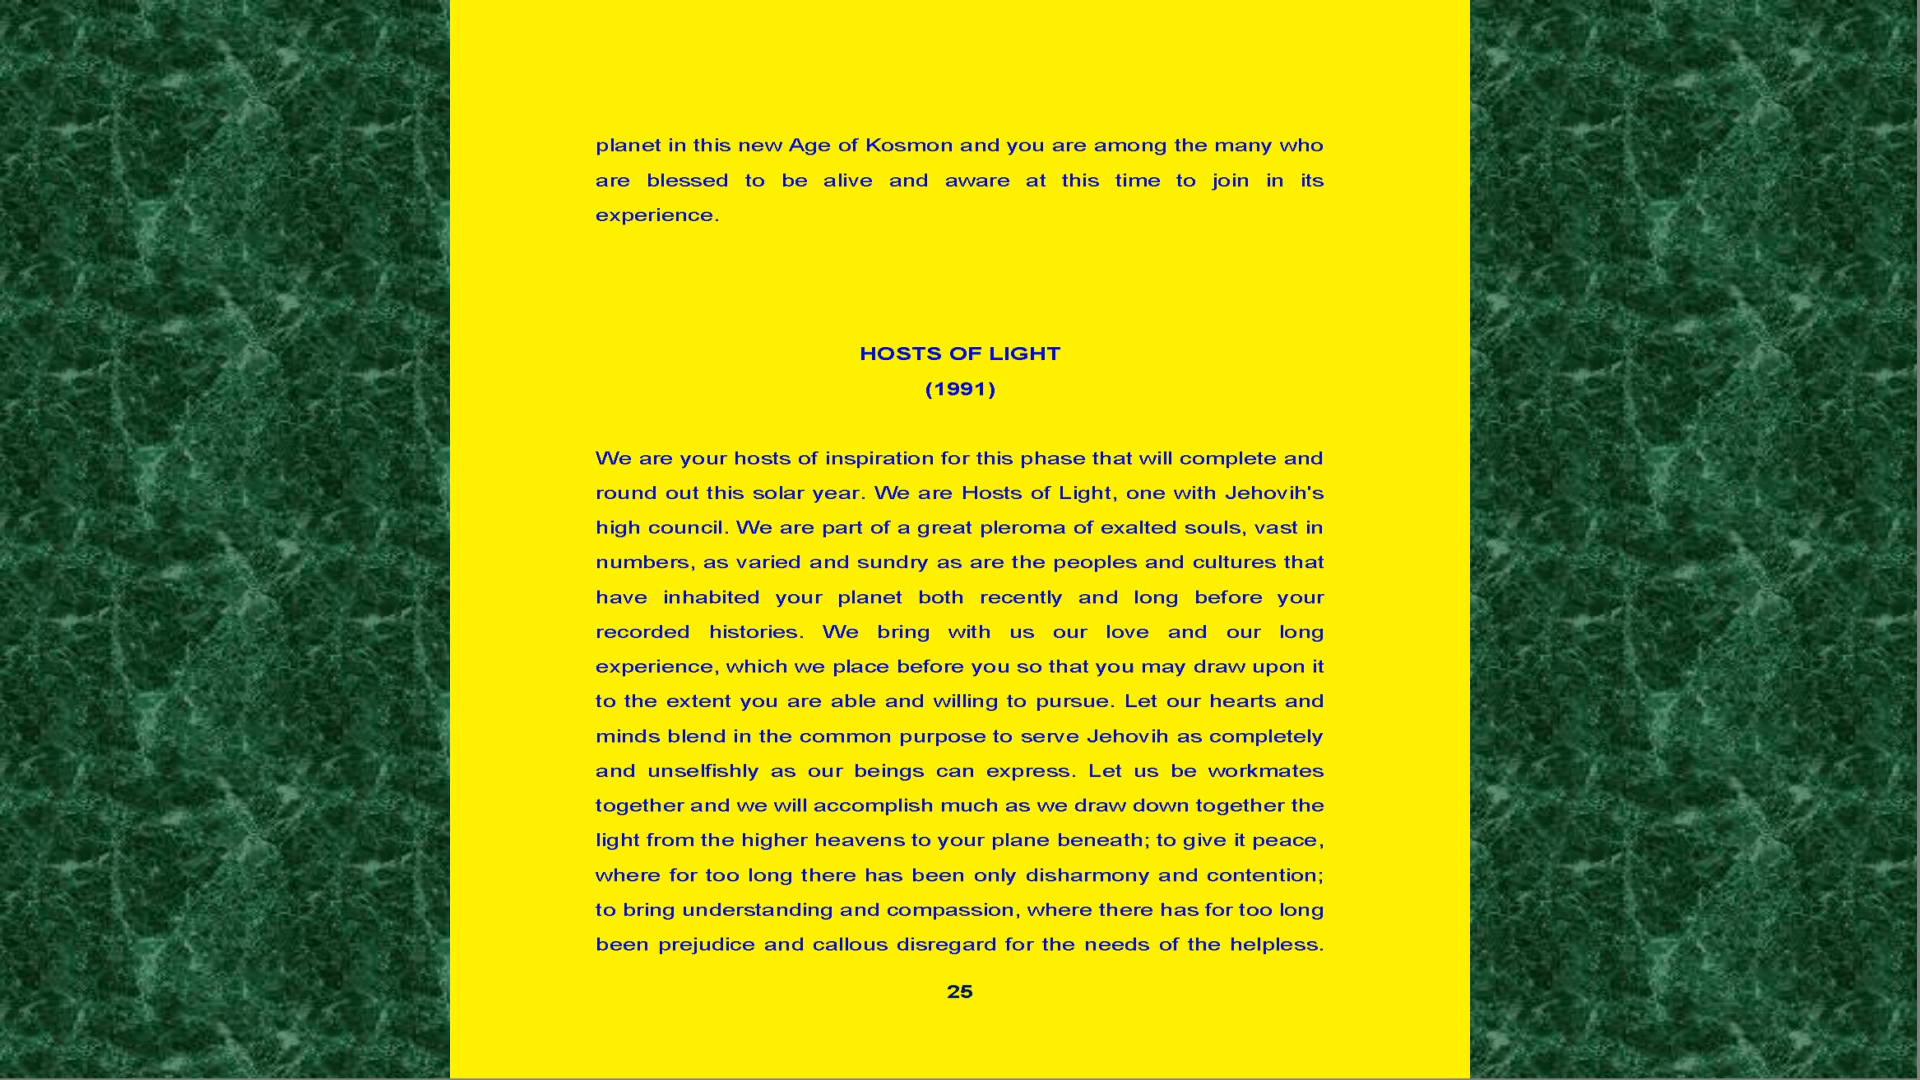 planet in this new Age of Kosmon and you are among the many who
are blessed to be alive and aware at this time to join in its
experience.
HOSTS OF LIGHT
(1991)
We are your hosts of inspiration for this phase that will complete and
round out this solar year. We are Hosts of Light, one with Jehovih's
high council. We are part of a great pleroma of exalted souls, vast in
numbers, as varied and sundry as are the peoples and cultures that
have inhabited your planet both recently and long before your
recorded histories. We bring with us our love and our long
experience, which we place before you so that you may draw upon it
to the extent you are able and willing to pursue. Let our hearts and
minds blend in the common purpose to serve Jehovih as completely
and unselfishly as our beings can express. Let us be workmates
together and we will accomplish much as we draw down together the
light from the higher heavens to your plane beneath; to give it peace,
where for too long there has been only disharmony and contention;
to bring understanding and compassion, where there has for too long
been prejudice and callous disregard for the needs of the helpless.
25